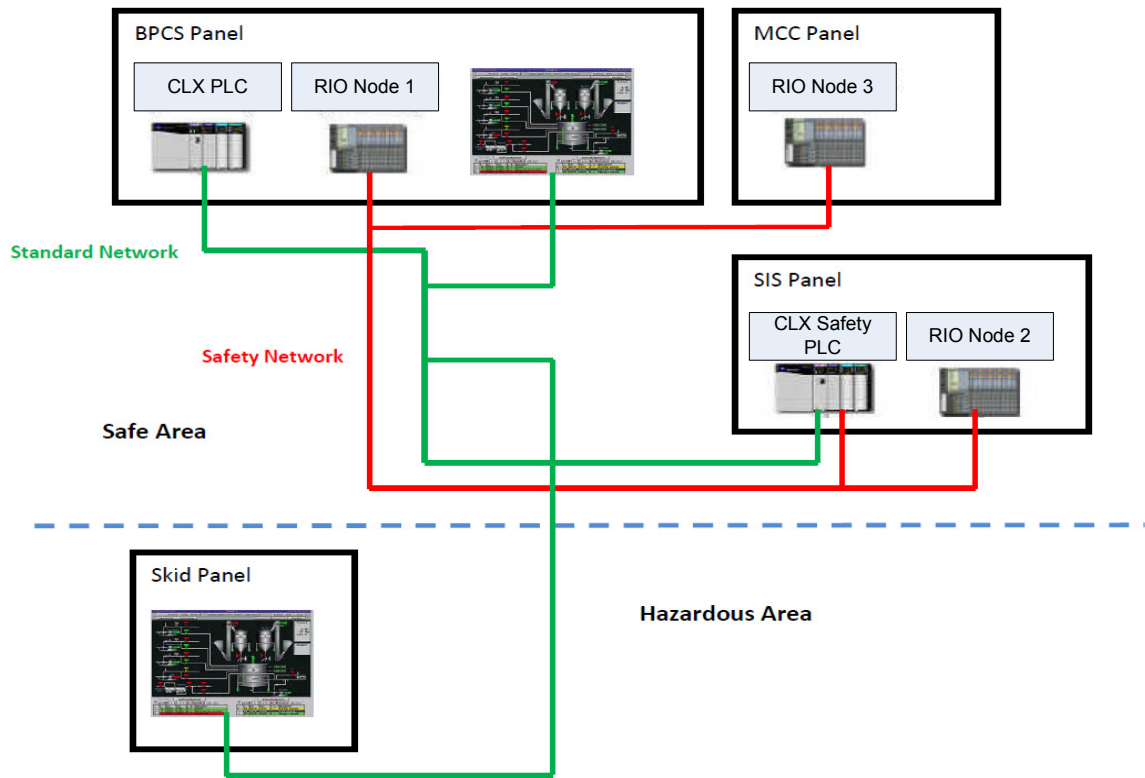 BPCS Panel
CLX PLC
RIO Node 1
MCC Panel
RIO Node 3
Standard Network
SIS Panel
CLX Safety
PLC
RIO Node 2
Safety Network
Safe Area
Skid Panel
Hazardous Area